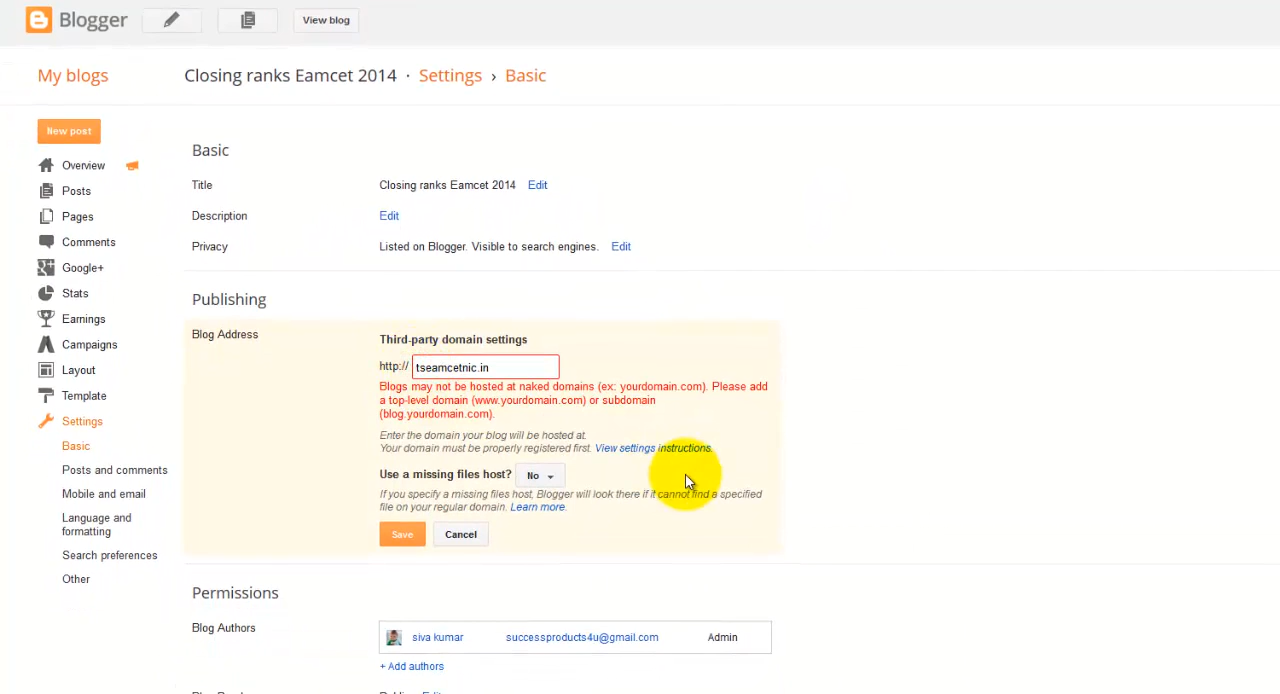 Blogger
View blog
My blogs
Closing ranks Eamcet 2014 · Settings › Basic
New post
Overview
Posts
Pages
Comments
Google+
Stats
Earnings
Campaigns
Layout
Template
Settings
Basic
Posts and comments
Mobile and email
Language and
formatting
Search preferences
Other
Basic
Title Closing ranks Eamcet 2014 Edit
Description Edit
Privacy Listed on Blogger. Visible to search engines. Edit
Publishing
Blog Address
Third-party domain settings
http:// tseamcetnic.in
Blogs may not be hosted at naked domains (ex: yourdomain.com). Please add
a top-level domain (www.yourdomain.com) or subdomain
(blog.yourdomain.com).
Enter the domain your blog will be hosted at.
Your domain must be properly registered first. View settings instructions.
Use a missing files host? No
If you specify a missing files host, Blogger will look there if it cannot find a specified
file on your regular domain. Learn more.
Save Cancel
Permissions
Blog Authors
siva kumar successproducts4u@gmail.com Admin
+ Add authors